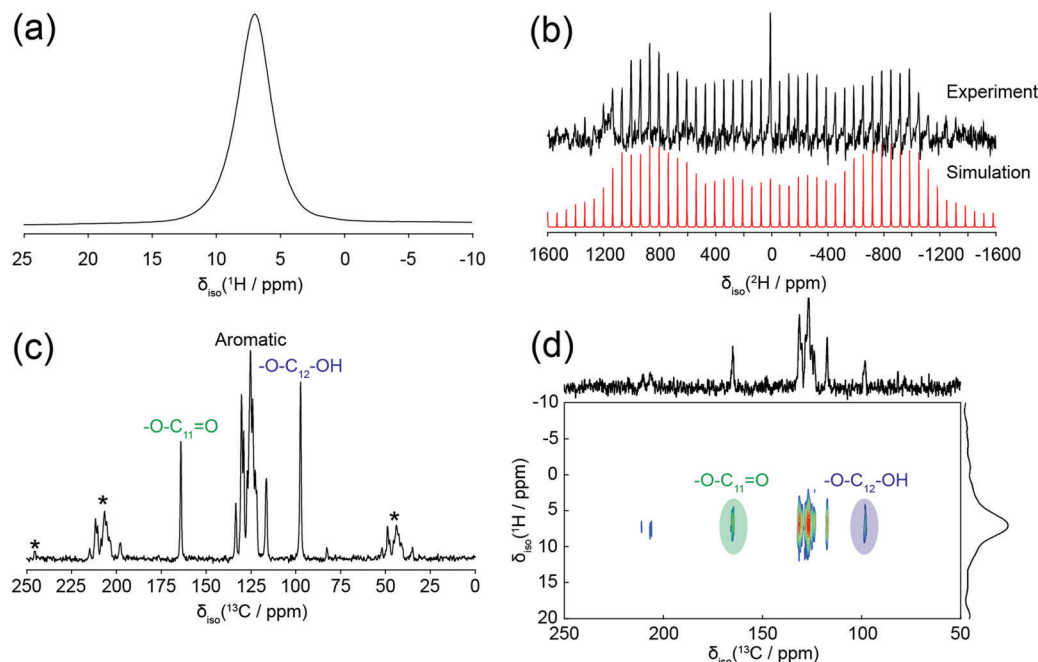 (a)
25 20 15 10 5 0 -5 -10
δiso(¹H / ppm)
(b)
Experiment
Simulation
1600 1200 800 400 0 -400 -800 -1200 -1600
δiso(²H / ppm)
(c)
Aromatic
-O-C₁₂-OH
-O-C₁₁=O
*
*
*
250 225 200 175 150 125 100 75 50 25 0
δiso(¹³C / ppm)
(d)
-10
-5
0
5
10
15
20
δiso(¹H / ppm)
-O-C₁₁=O
-O-C₁₂-OH
250 200 150 100 50
δiso(¹³C / ppm)